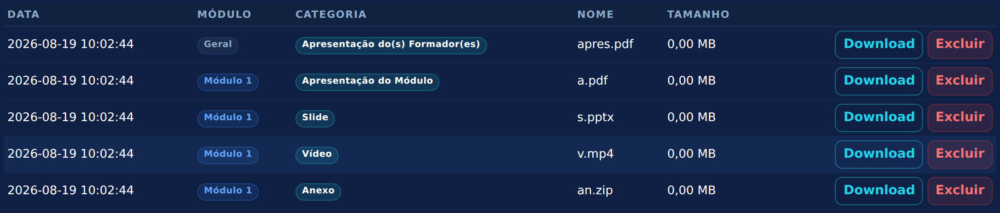 DATA MÓDULO CATEGORIA NOME TAMANHO
2026-08-19 10:02:44 Geral Apresentação do(s) Formador(es) apres.pdf 0,00 MB Download Excluir
2026-08-19 10:02:44 Módulo 1 Apresentação do Módulo a.pdf 0,00 MB Download Excluir
2026-08-19 10:02:44 Módulo 1 Slide s.pptx 0,00 MB Download Excluir
2026-08-19 10:02:44 Módulo 1 Vídeo v.mp4 0,00 MB Download Excluir
2026-08-19 10:02:44 Módulo 1 Anexo an.zip 0,00 MB Download Excluir